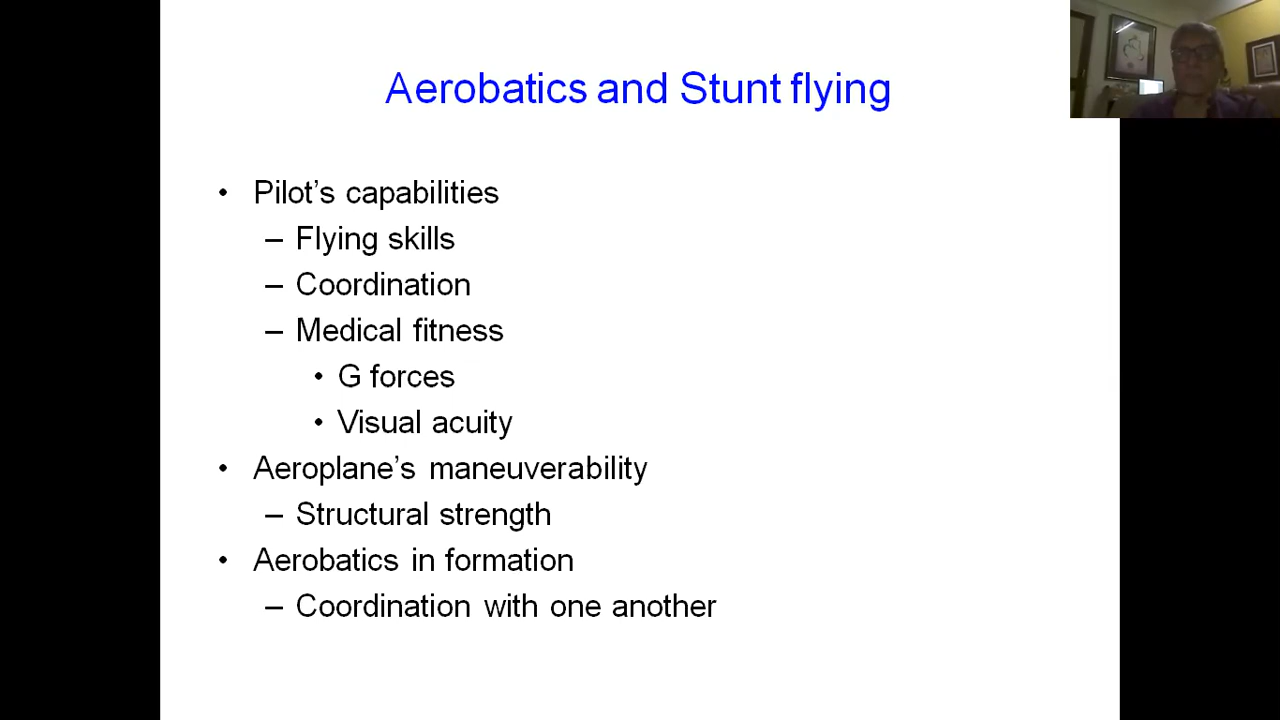 Aerobatics and Stunt flying
• Pilot’s capabilities
– Flying skills
– Coordination
– Medical fitness
• G forces
• Visual acuity
• Aeroplane’s maneuverability
– Structural strength
• Aerobatics in formation
– Coordination with one another